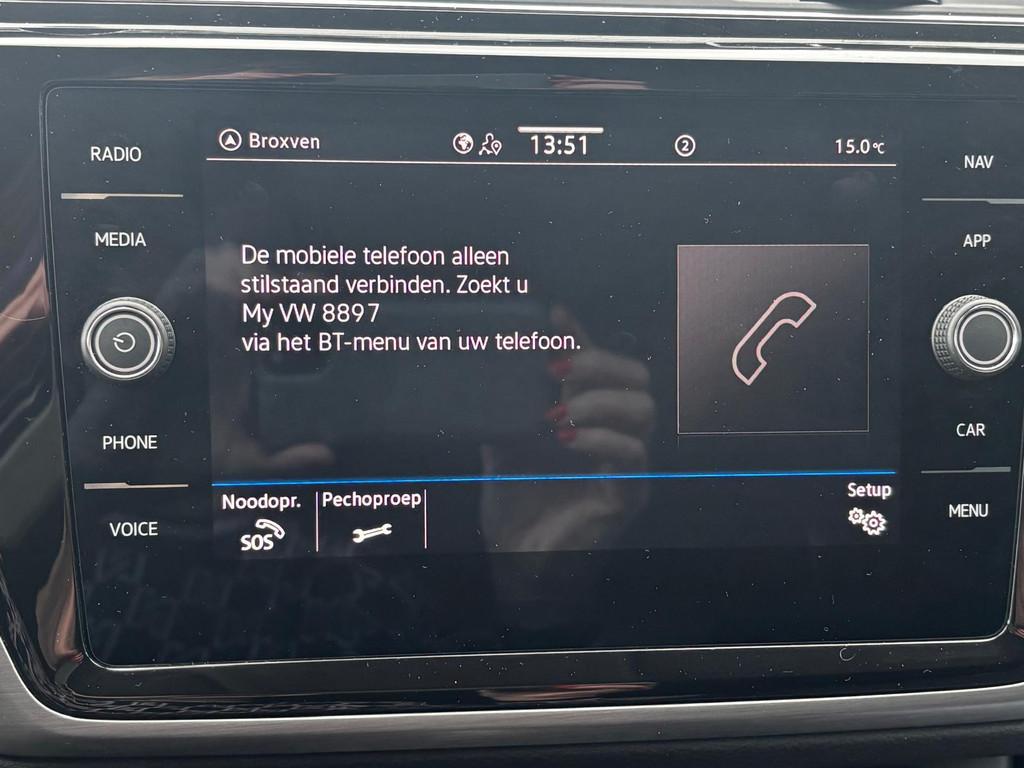 RADIO
MEDIA
PHONE
VOICE
Broxven
13:51
2
15.0°C
De mobiele telefoon alleen
stilstaand verbinden. Zoekt u
My VW 8897
via het BT-menu van uw telefoon.
Noodopr.
SOS
Pechoproep
Setup
NAV
APP
CAR
MENU